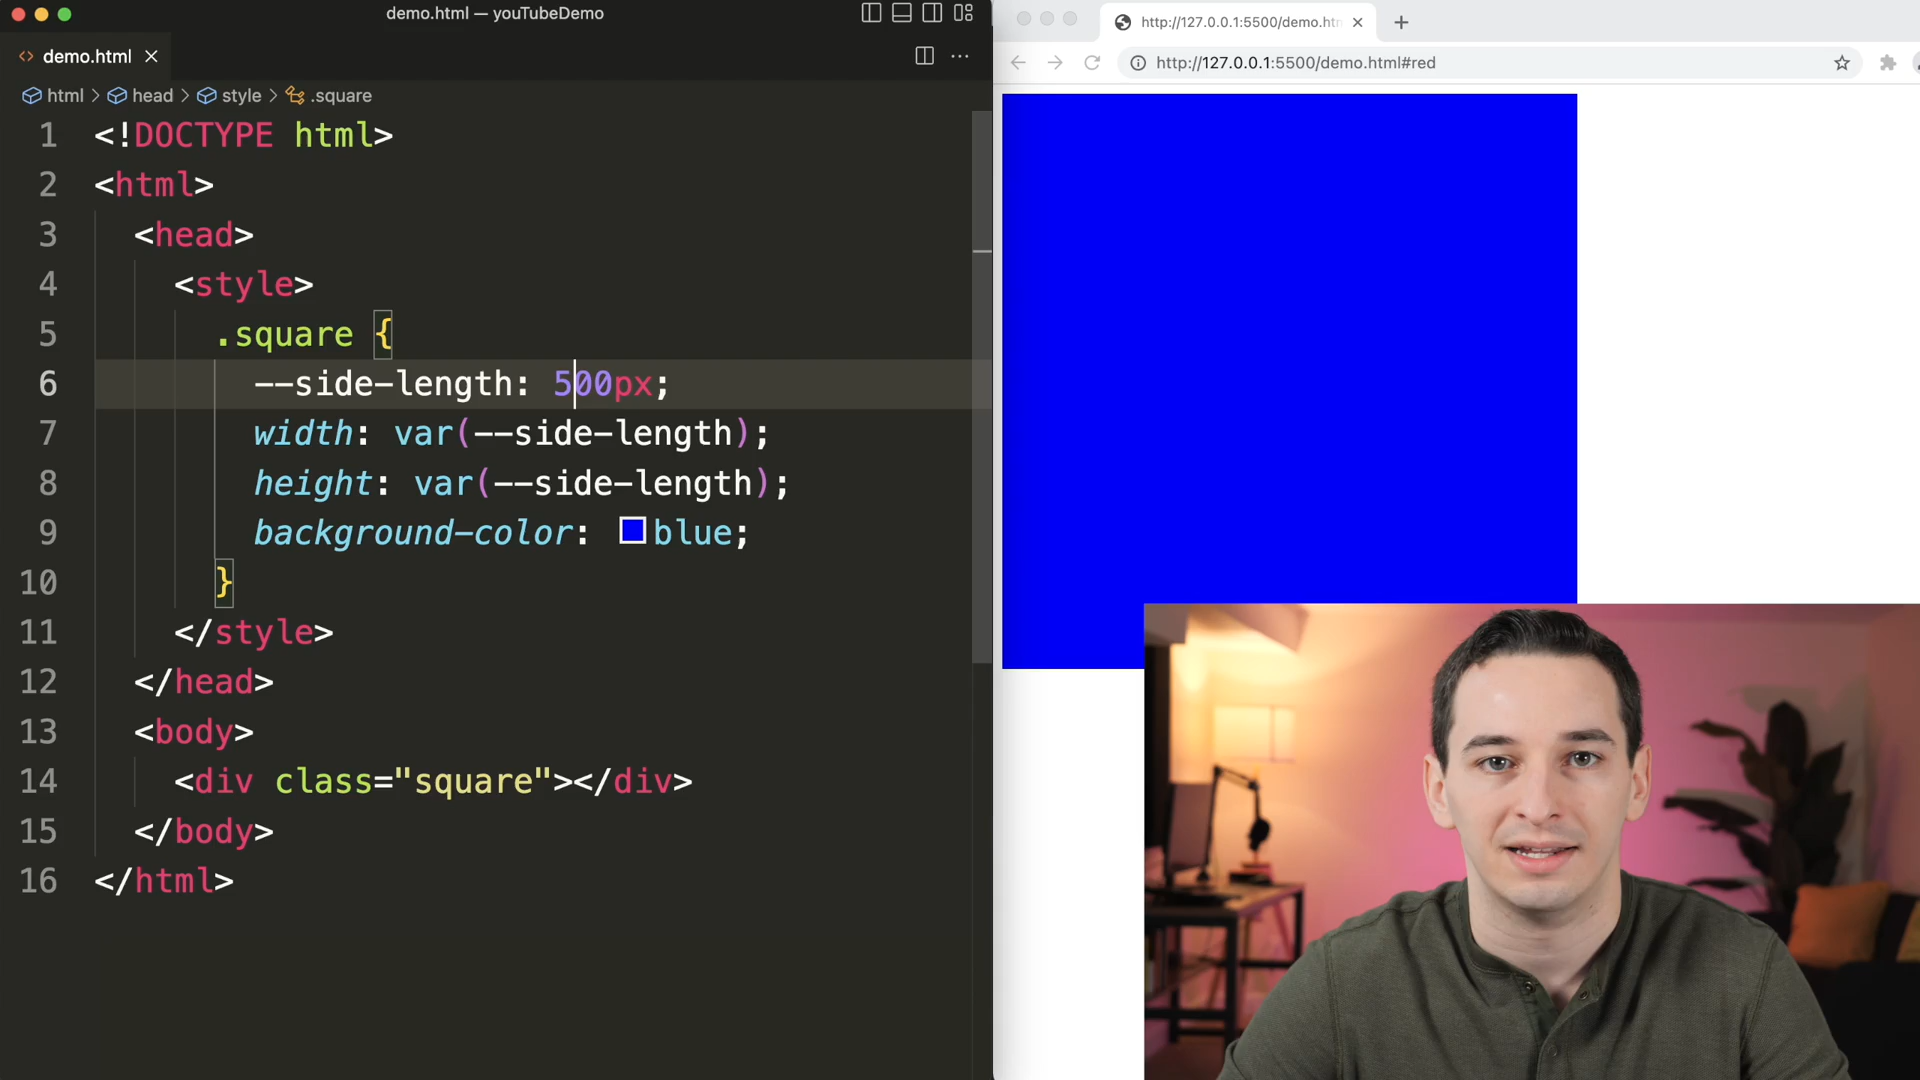 demo.html — youTubeDemo
demo.html
html > head > style > .square
1 <!DOCTYPE html>
2 <html>
3 <head>
4 <style>
5 .square {
6 --side-length: 500px;
7 width: var(--side-length);
8 height: var(--side-length);
9 background-color: blue;
10 }
11 </style>
12 </head>
13 <body>
14 <div class="square"></div>
15 </body>
16 </html>
http://127.0.0.1:5500/demo.htm
http://127.0.0.1:5500/demo.html#red